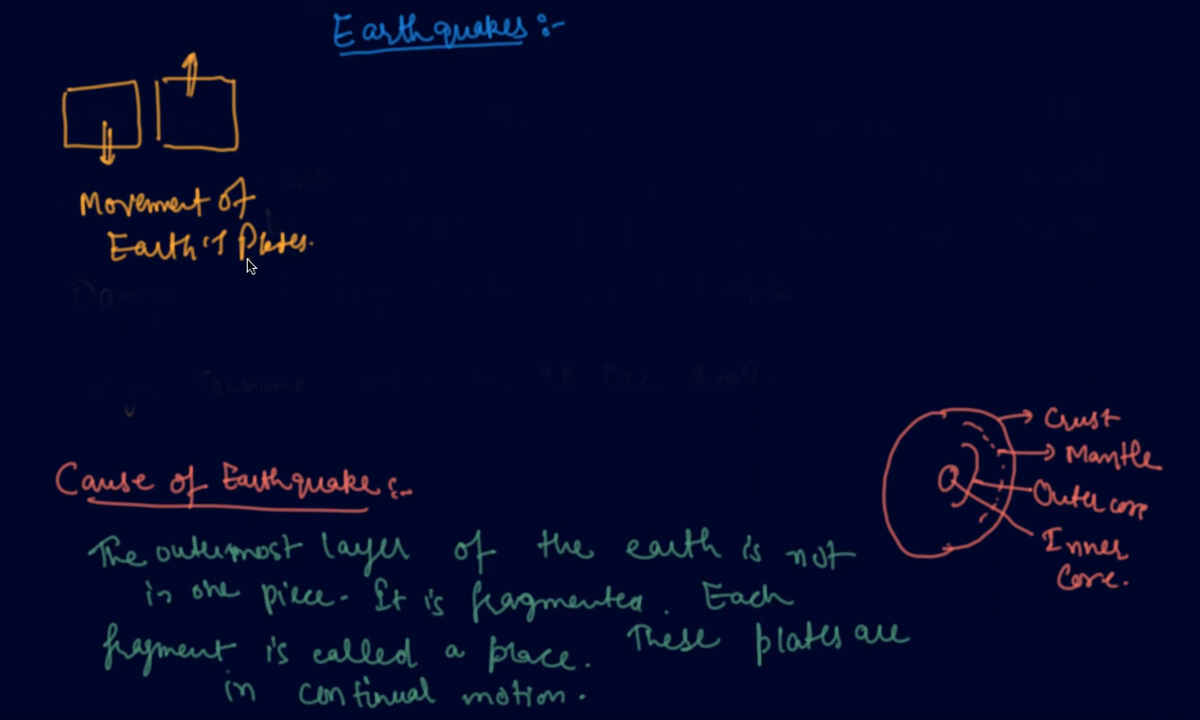 Earthquakes :-
Movement of
Earth's Plates.
Cause of Earthquake :-
Crust
Mantle
Outer core
Inner
Core.
The outermost layer of the earth is not
in one piece. It is fragmented. Each
fragment is called a place. These plates are
in continual motion.